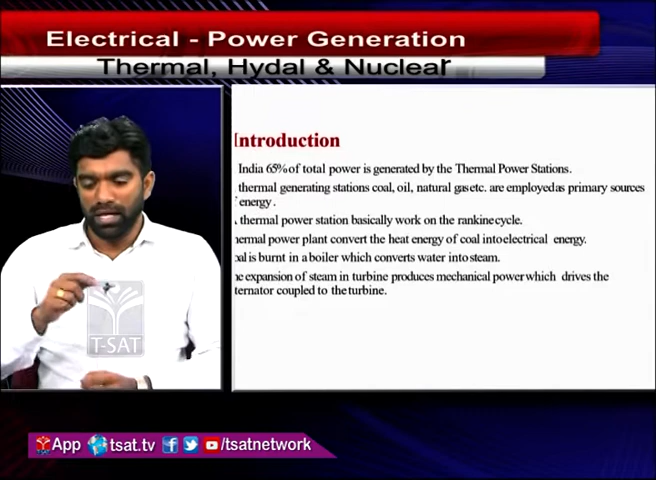 Electrical - Power Generation
Thermal, Hydal & Nuclear
Introduction
India 65% of total power is generated by the Thermal Power Stations.
thermal generating stations coal, oil, natural gas etc. are employed as primary sources
energy.
thermal power station basically work on the rankine cycle.
ermal power plant convert the heat energy of coal into electrical energy.
al is burnt in a boiler which converts water into steam.
e expansion of steam in turbine produces mechanical power which drives the
ternator coupled to the turbine.
T-SAT
App tsat.tv /tsatnetwork